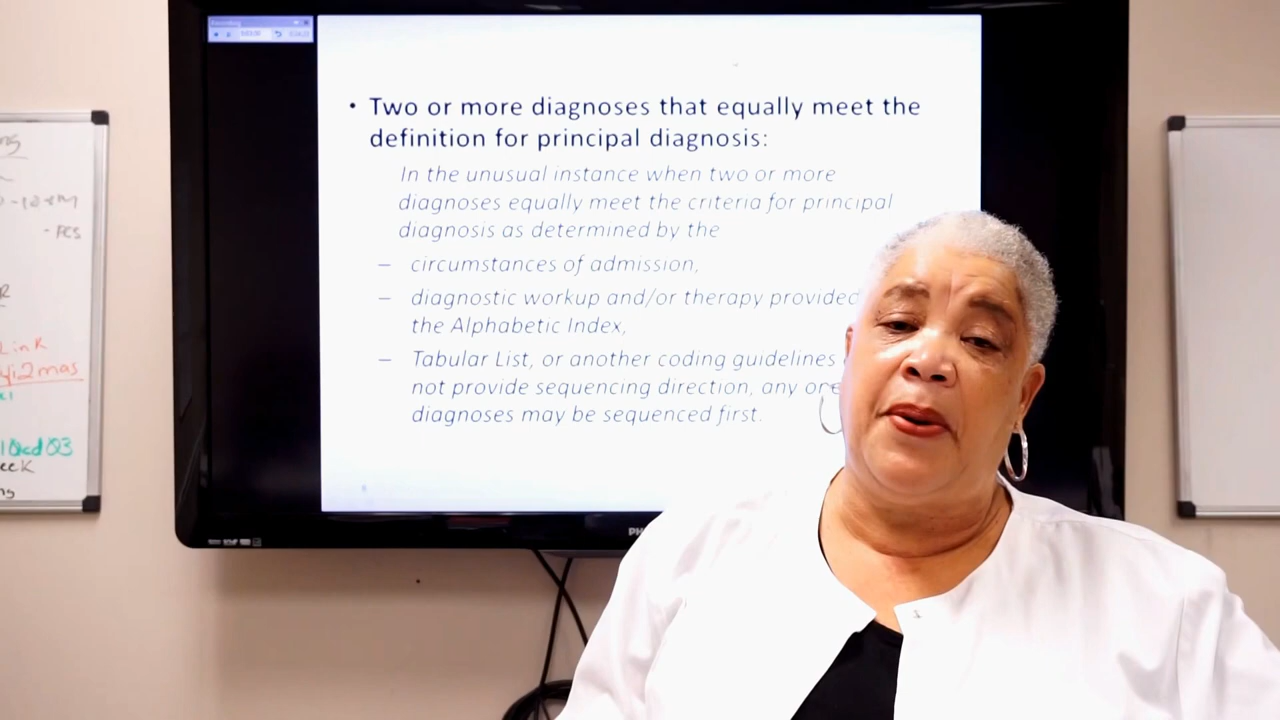 Recording
• Two or more diagnoses that equally meet the
definition for principal diagnosis:
In the unusual instance when two or more
diagnoses equally meet the criteria for principal
diagnosis as determined by the
– circumstances of admission,
– diagnostic workup and/or therapy provided
the Alphabetic Index,
– Tabular List, or another coding guidelines
not provide sequencing direction, any one
diagnoses may be sequenced first.
- FCS
Link